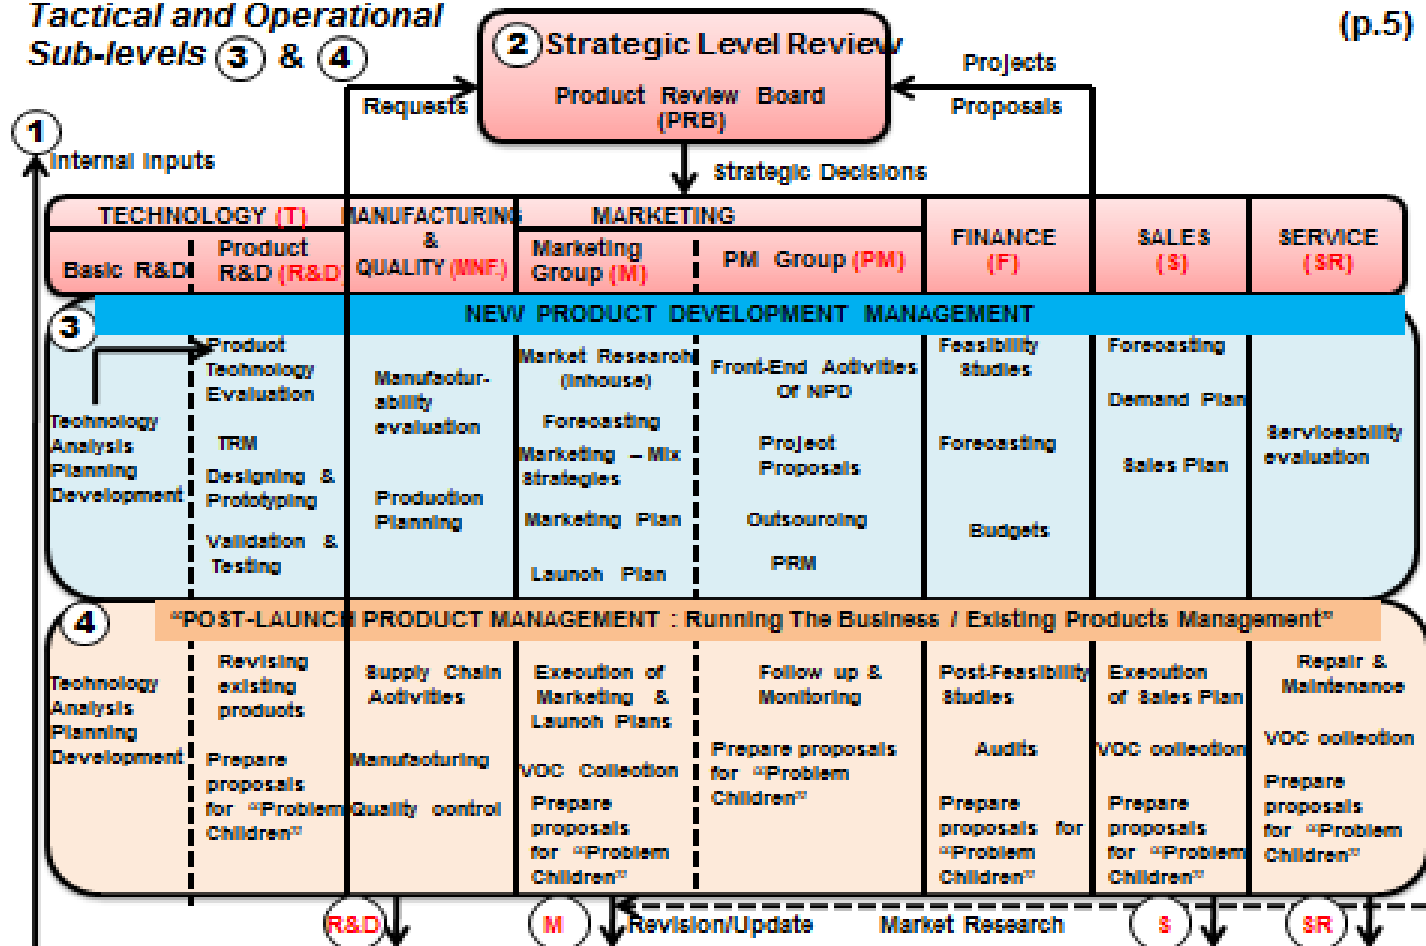 Tactical and Operational
Sub-levels 3 & 4
(p.5)
2 Strategic Level Review
Product Review Board
(PRB)
Requests
Projects
Proposals
1
Internal Inputs
Strategic Decisions
TECHNOLOGY (T)
Basic R&D
Product
R&D (R&D)
MANUFACTURING
&
QUALITY (MNF.)
MARKETING
Marketing
Group (M)
PM Group (PM)
FINANCE
(F)
SALES
(S)
SERVICE
(SR)
3
NEW PRODUCT DEVELOPMENT MANAGEMENT
Technology
Analysis
Planning
Development
Product
Technology
Evaluation
TRM
Designing &
Prototyping
Validation &
Testing
Manufactur-
ability
evaluation
Production
Planning
Market Research
(Inhouse)
Forecasting
Marketing – Mix
Strategies
Marketing Plan
Launch Plan
Front-End Activities
Of NPD
Project
Proposals
Outsourcing
PRM
Feasibility
Studies
Forecasting
Budgets
Forecasting
Demand Plan
Sales Plan
Serviceability
evaluation
4
“POST-LAUNCH PRODUCT MANAGEMENT : Running The Business / Existing Products Management”
Technology
Analysis
Planning
Development
Revising
existing
products
Prepare
proposals
for “Problem
Children”
Supply Chain
Activities
Manufacturing
Quality control
Execution of
Marketing &
Launch Plans
VOC Collection
Prepare
proposals
for “Problem
Children”
Follow up &
Monitoring
Prepare proposals
for “Problem
Children”
Post-Feasibility
Studies
Audits
Prepare
proposals for
“Problem
Children”
Execution
of Sales Plan
VOC collection
Prepare
proposals
for “Problem
Children”
Repair &
Maintenance
VOC collection
Prepare
proposals
for “Problem
Children”
R&D
M
Revision/Update
Market Research
S
SR